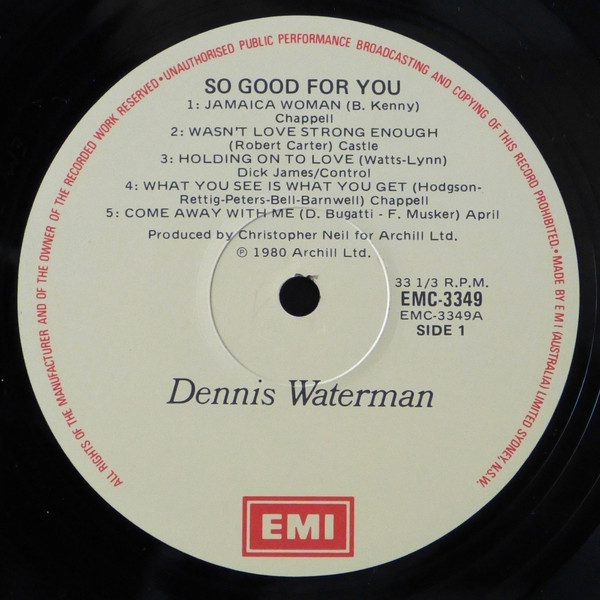 ALL RIGHTS OF THE MANUFACTURER AND OF THE OWNER OF THE RECORDED WORK RESERVED • UNAUTHORISED PUBLIC PERFORMANCE BROADCASTING AND COPYING OF THIS RECORD PROHIBITED • MADE BY E M I (AUSTRALIA) LIMITED SYDNEY, N.S.W.
SO GOOD FOR YOU
1: JAMAICA WOMAN (B. Kenny)
Chappell
2: WASN'T LOVE STRONG ENOUGH
(Robert Carter) Castle
3: HOLDING ON TO LOVE (Watts-Lynn)
Dick James/Control
4: WHAT YOU SEE IS WHAT YOU GET (Hodgson-
Rettig-Peters-Bell-Barnwell) Chappell
5: COME AWAY WITH ME (D. Bugatti - F. Musker) April
Produced by Christopher Neil for Archill Ltd.
℗ 1980 Archill Ltd.
33 1/3 R.P.M.
EMC-3349
EMC-3349A
SIDE 1
Dennis Waterman
EMI